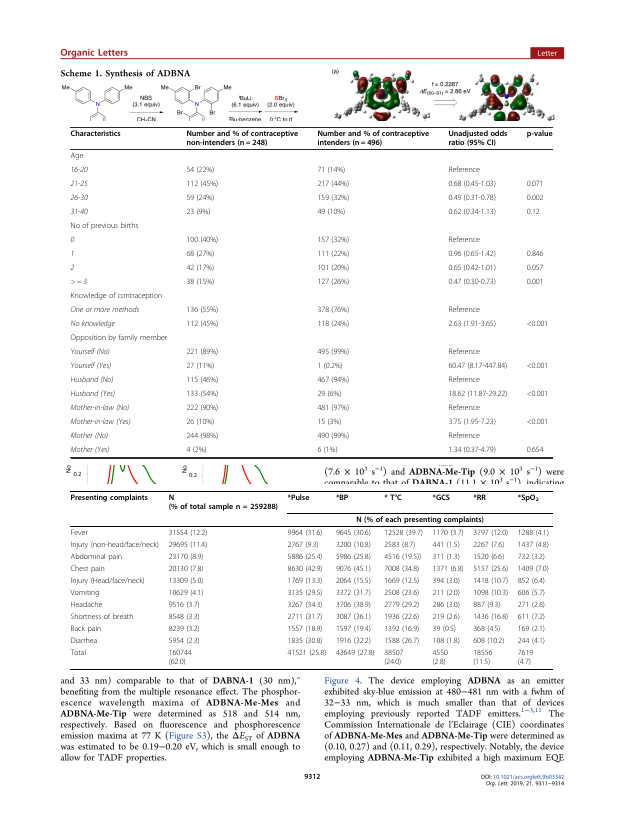 Organic Letters
Letter
Scheme 1. Synthesis of ADBNA
(a)
Me
Me
N
NBS
(3.1 equiv)
CH3CN
Me
Br
Me
N
Br
Br
tBuLi
(6.1 equiv)
tBu-benzene
BBr3
(2.0 equiv)
0 °C to rt
f = 0.2287
ΔE(S0–S1) = 2.86 eV
Characteristics Number and % of contraceptive non-intenders (n = 248) Number and % of contraceptive intenders (n = 496) Unadjusted odds ratio (95% CI) p-value
Age
16-20 54 (22%) 71 (14%) Reference
21-25 112 (45%) 217 (44%) 0.68 (0.45-1.03) 0.071
26-30 59 (24%) 159 (32%) 0.49 (0.31-0.78) 0.002
31-40 23 (9%) 49 (10%) 0.62 (0.34-1.13) 0.12
No of previous births
0 100 (40%) 157 (32%) Reference
1 68 (27%) 111 (22%) 0.96 (0.65-1.42) 0.846
2 42 (17%) 101 (20%) 0.65 (0.42-1.01) 0.057
> = 3 38 (15%) 127 (26%) 0.47 (0.30-0.73) 0.001
Knowledge of contraception
One or more methods 136 (55%) 378 (76%) Reference
No knowledge 112 (45%) 118 (24%) 2.63 (1.91-3.65) <0.001
Opposition by family member
Yourself (No) 221 (89%) 495 (99%) Reference
Yourself (Yes) 27 (11%) 1 (0.2%) 60.47 (8.17-447.84) <0.001
Husband (No) 115 (46%) 467 (94%) Reference
Husband (Yes) 133 (54%) 29 (6%) 18.62 (11.87-29.22) <0.001
Mother-in-law (No) 222 (90%) 481 (97%) Reference
Mother-in-law (Yes) 26 (10%) 15 (3%) 3.75 (1.95-7.23) <0.001
Mother (No) 244 (98%) 490 (99%) Reference
Mother (Yes) 4 (2%) 6 (1%) 1.34 (0.37-4.79) 0.654
No
0.2
0.2
(7.6 × 10³ s⁻¹) and ADBNA-Me-Tip (9.0 × 10³ s⁻¹) were
comparable to that of DABNA-1 (11.1 × 10³ s⁻¹), indicating
Presenting complaints N (% of total sample n = 259288) *Pulse *BP * T°C *GCS *RR *SpO2
N (% of each presenting complaints)
Fever 31554 (12.2) 9964 (31.6) 9645 (30.6) 12528 (39.7) 1170 (3.7) 3797 (12.0) 1288 (4.1)
Injury (non-head/face/neck) 29695 (11.4) 2767 (9.3) 3200 (10.8) 2583 (8.7) 441 (1.5) 2267 (7.6) 1437 (4.8)
Abdominal pain 23170 (8.9) 5886 (25.4) 5986 (25.8) 4516 (19.5)) 311 (1.3) 1520 (6.6) 732 (3.2)
Chest pain 20130 (7.8) 8630 (42.9) 9076 (45.1) 7008 (34.8) 1371 (6.8) 5157 (25.6) 1409 (7.0)
Injury (Head/face/neck) 13309 (5.0) 1769 (13.3) 2064 (15.5) 1669 (12.5) 394 (3.0) 1418 (10.7) 852 (6.4)
Vomiting 10629 (4.1) 3135 (29.5) 3372 (31.7) 2508 (23.6) 211 (2.0) 1098 (10.3) 606 (5.7)
Headache 9516 (3.7) 3267 (34.3) 3706 (38.9) 2779 (29.2) 286 (3.0) 887 (9.3) 271 (2.8)
Shortness of breath 8548 (3.3) 2711 (31.7) 3087 (36.1) 1936 (22.6) 219 (2.6) 1436 (16.8) 611 (7.2)
Back pain 8239 (3.2) 1557 (18.9) 1597 (19.4) 1392 (16.9) 39 (0.5) 368 (4.5) 169 (2.1)
Diarrhea 5954 (2.3) 1835 (30.8) 1916 (32.2) 1588 (26.7) 108 (1.8) 608 (10.2) 244 (4.1)
Total 160744 (62.0) 41521 (25.8) 43649 (27.8) 38507 (24.0) 4550 (2.8) 18556 (11.5) 7619 (4.7)
and 33 nm) comparable to that of DABNA-1 (30 nm),
benefiting from the multiple resonance effect. The phosphor-
escence wavelength maxima of ADBNA-Me-Mes and
ADBNA-Me-Tip were determined as 518 and 514 nm,
respectively. Based on fluorescence and phosphorescence
emission maxima at 77 K (Figure S3), the ΔEST of ADBNA
was estimated to be 0.19−0.20 eV, which is small enough to
allow for TADF properties.
Figure 4. The device employing ADBNA as an emitter
exhibited sky-blue emission at 480−481 nm with a fwhm of
32−33 nm, which is much smaller than that of devices
employing previously reported TADF emitters.1−3,11 The
Commission Internationale de l'Eclairage (CIE) coordinates
of ADBNA-Me-Mes and ADBNA-Me-Tip were determined as
(0.10, 0.27) and (0.11, 0.29), respectively. Notably, the device
employing ADBNA-Me-Tip exhibited a high maximum EQE
9312
DOI: 10.1021/acs.orglett.9b03342
Org. Lett. 2019, 21, 9311−9314